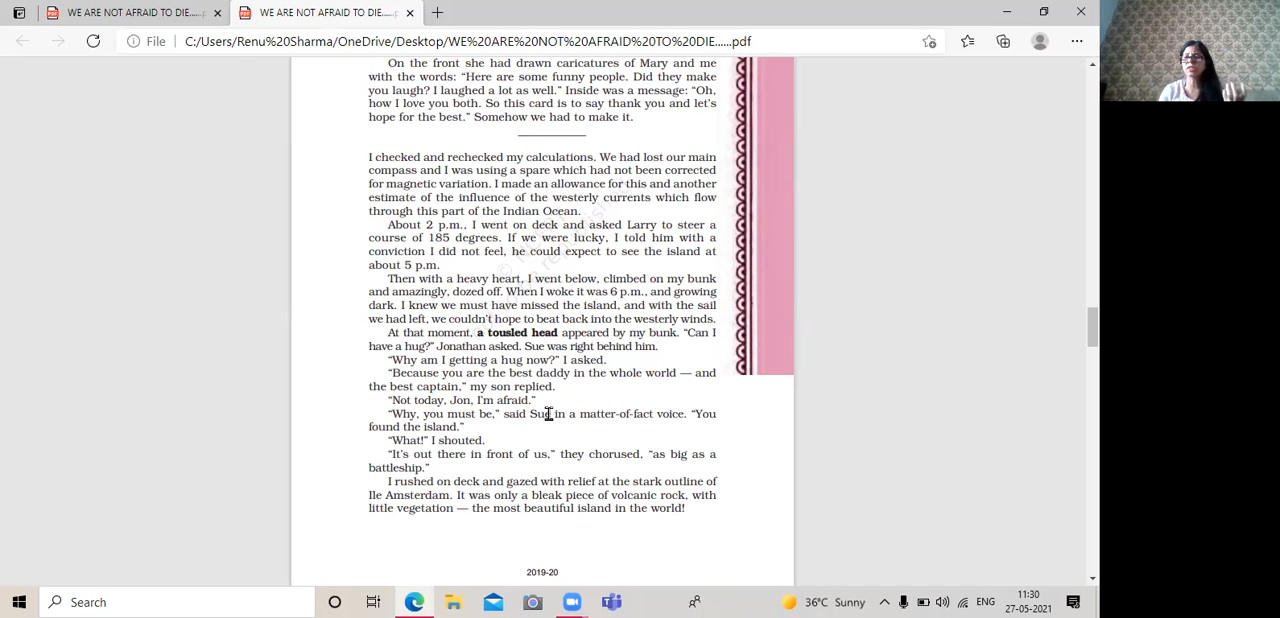 WE ARE NOT AFRAID TO DIE......p
WE ARE NOT AFRAID TO DIE......p
File C:/Users/Renu%20Sharma/OneDrive/Desktop/WE%20ARE%20NOT%20AFRAID%20TO%20DIE......pdf
On the front she had drawn caricatures of Mary and me
with the words: “Here are some funny people. Did they make
you laugh? I laughed a lot as well.” Inside was a message: “Oh,
how I love you both. So this card is to say thank you and let’s
hope for the best.” Somehow we had to make it.
I checked and rechecked my calculations. We had lost our main
compass and I was using a spare which had not been corrected
for magnetic variation. I made an allowance for this and another
estimate of the influence of the westerly currents which flow
through this part of the Indian Ocean.
About 2 p.m., I went on deck and asked Larry to steer a
course of 185 degrees. If we were lucky, I told him with a
conviction I did not feel, he could expect to see the island at
about 5 p.m.
Then with a heavy heart, I went below, climbed on my bunk
and amazingly, dozed off. When I woke it was 6 p.m., and growing
dark. I knew we must have missed the island, and with the sail
we had left, we couldn’t hope to beat back into the westerly winds.
At that moment, a tousled head appeared by my bunk. “Can I
have a hug?” Jonathan asked. Sue was right behind him.
“Why am I getting a hug now?” I asked.
“Because you are the best daddy in the whole world — and
the best captain,” my son replied.
“Not today, Jon, I’m afraid.”
“Why, you must be,” said Sue in a matter-of-fact voice. “You
found the island.”
“What!” I shouted.
“It’s out there in front of us,” they chorused, “as big as a
battleship.”
I rushed on deck and gazed with relief at the stark outline of
Ile Amsterdam. It was only a bleak piece of volcanic rock, with
little vegetation — the most beautiful island in the world!
2019-20
Search
36°C Sunny
ENG
11:30
27-05-2021